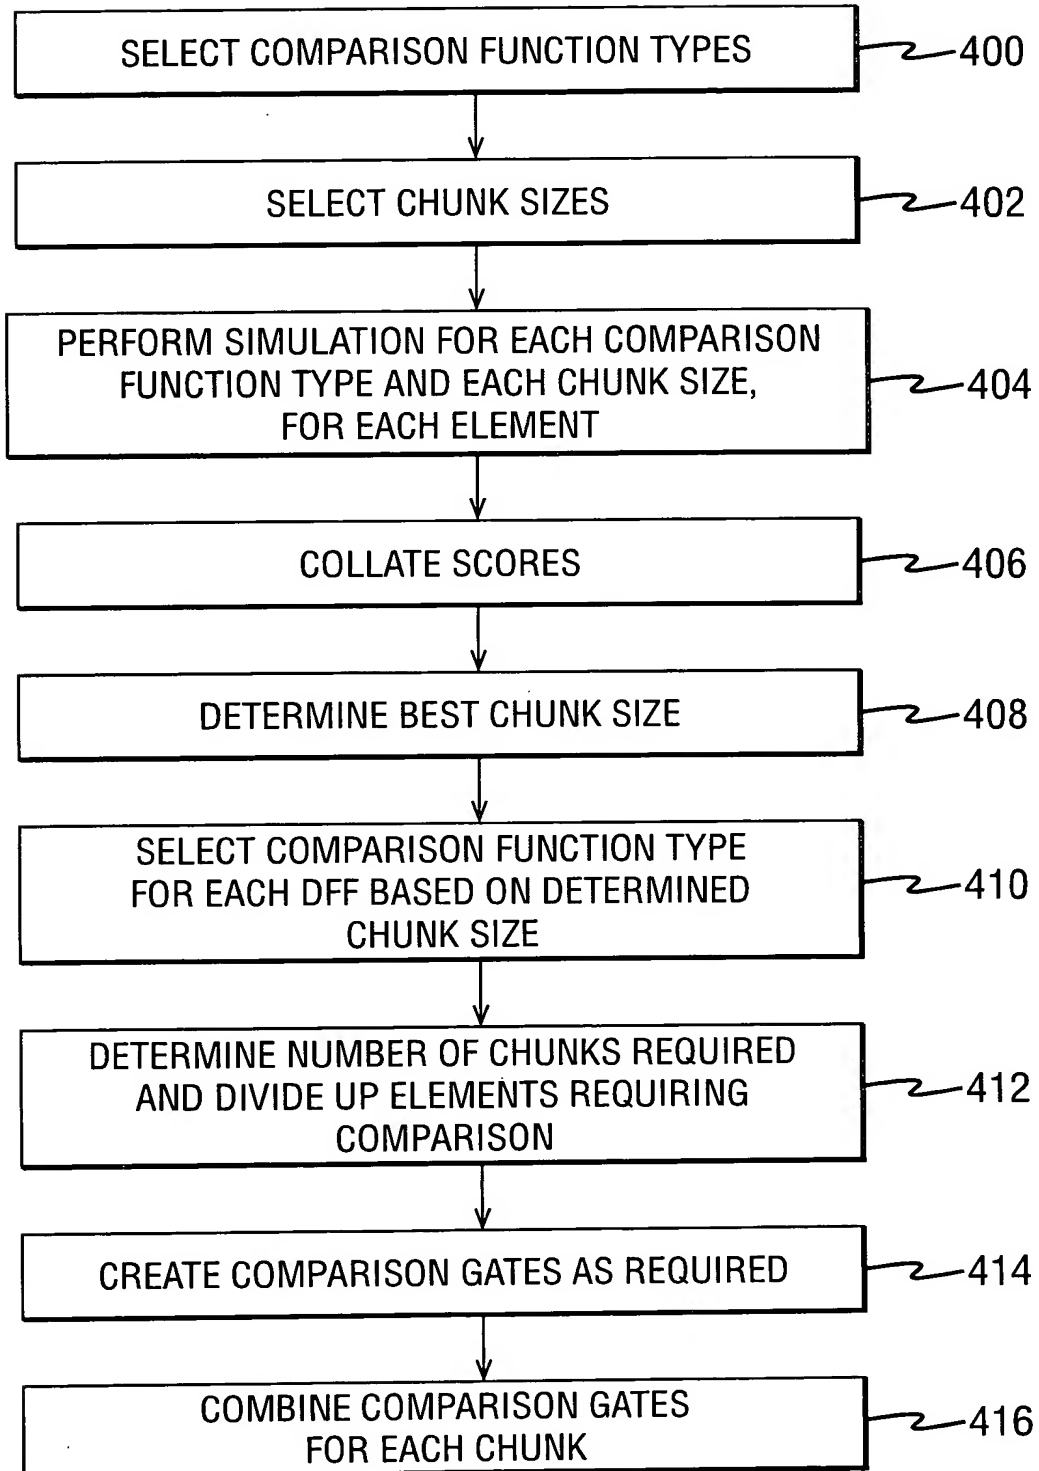 SELECT COMPARISON FUNCTION TYPES
400
SELECT CHUNK SIZES
402
PERFORM SIMULATION FOR EACH COMPARISON
FUNCTION TYPE AND EACH CHUNK SIZE,
FOR EACH ELEMENT
404
COLLATE SCORES
406
DETERMINE BEST CHUNK SIZE
408
SELECT COMPARISON FUNCTION TYPE
FOR EACH DFF BASED ON DETERMINED
CHUNK SIZE
410
DETERMINE NUMBER OF CHUNKS REQUIRED
AND DIVIDE UP ELEMENTS REQUIRING
COMPARISON
412
CREATE COMPARISON GATES AS REQUIRED
414
COMBINE COMPARISON GATES
FOR EACH CHUNK
416